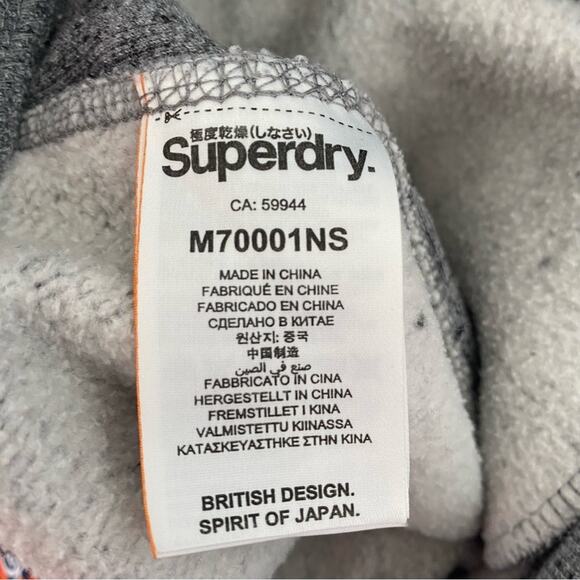 極度乾燥(しなさい)
Superdry.
CA: 59944
M70001NS
MADE IN CHINA
FABRIQUÉ EN CHINE
FABRICADO EN CHINA
СДЕЛАНО В КИТАЕ
원산지: 중국
中国制造
صنع في الصين
FABBRICATO IN CINA
HERGESTELLT IN CHINA
FREMSTILLET I KINA
VALMISTETTU KIINASSA
ΚΑΤΑΣΚΕΥΑΣΤΗΚΕ ΣΤΗΝ ΚΙΝΑ
BRITISH DESIGN.
SPIRIT OF JAPAN.